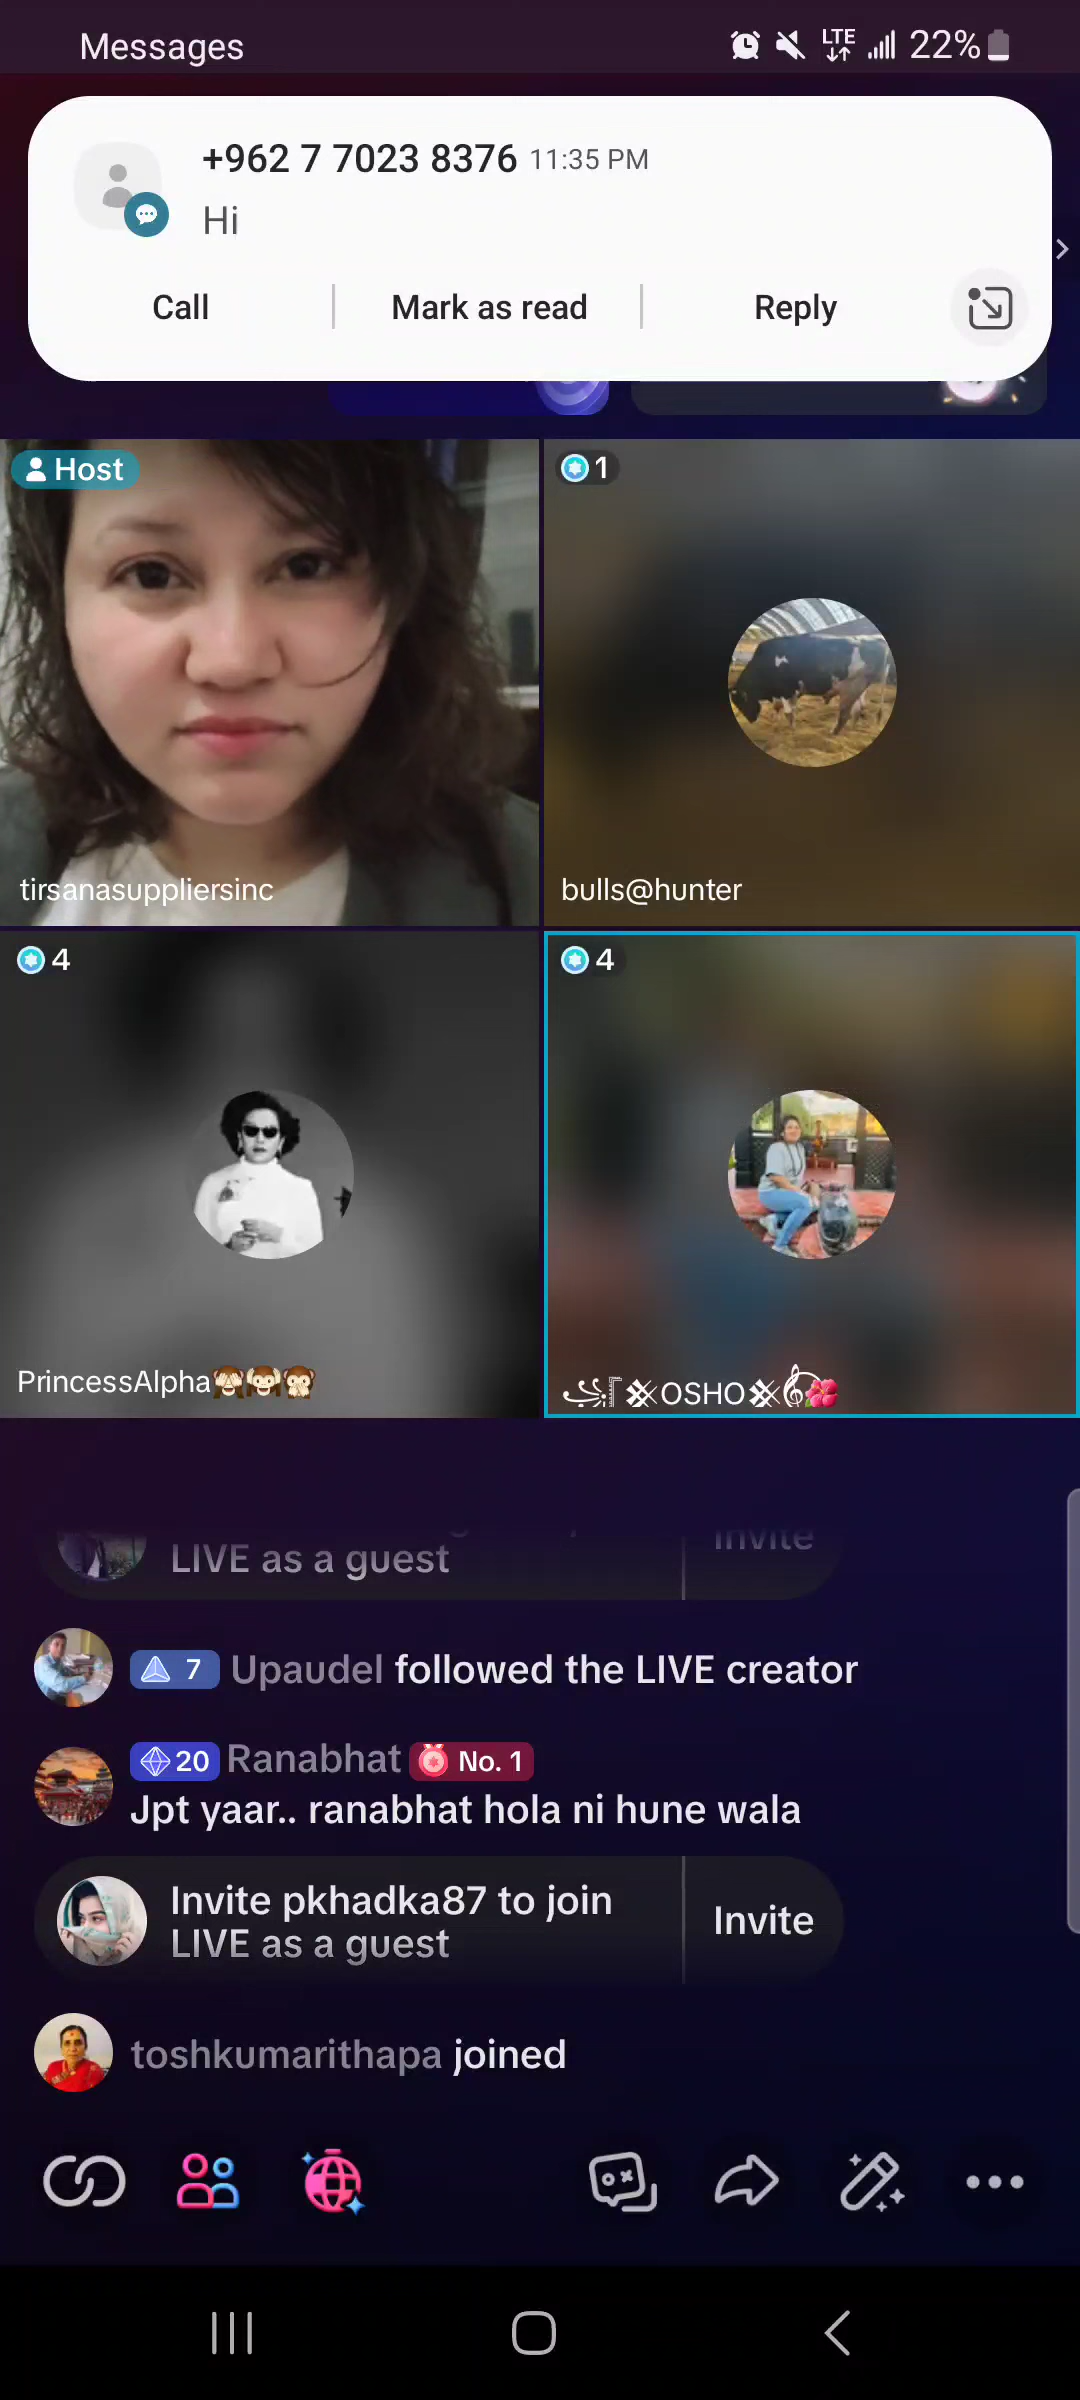 Messages
LTE
22%
+962 7 7023 8376 11:35 PM
Hi
Call
Mark as read
Reply
Host
1
tirsanasuppliersinc
bulls@hunter
4
4
PrincessAlpha🙈🙉🙊
OSHO
Invite
LIVE as a guest
7 Upaudel followed the LIVE creator
20 Ranabhat No. 1
Jpt yaar.. ranabhat hola ni hune wala
Invite pkhadka87 to join
LIVE as a guest
Invite
toshkumarithapa joined